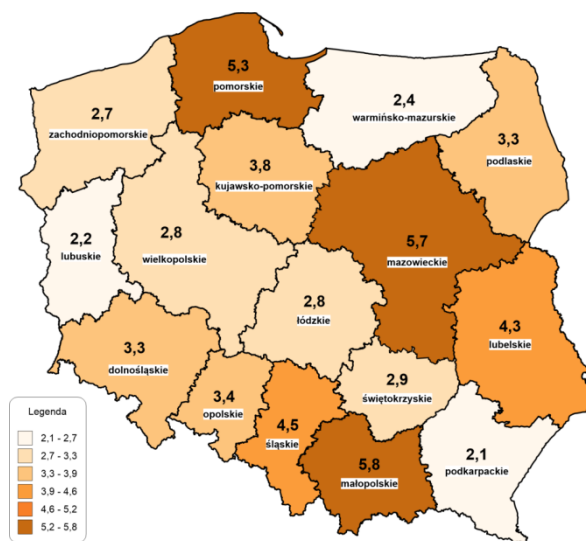 5,3
pomorskie
2,4
warmińsko-mazurskie
2,7
zachodniopomorskie
3,3
podlaskie
3,8
kujawsko-pomorskie
2,2
lubuskie
2,8
wielkopolskie
5,7
mazowieckie
2,8
łódzkie
4,3
lubelskie
3,3
dolnośląskie
3,4
opolskie
2,9
świętokrzyskie
4,5
śląskie
5,8
małopolskie
2,1
podkarpackie
Legenda
2,1 - 2,7
2,7 - 3,3
3,3 - 3,9
3,9 - 4,6
4,6 - 5,2
5,2 - 5,8